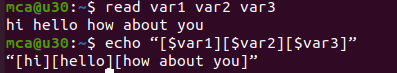 mca@u30:~$ read var1 var2 var3
hi hello how about you
mca@u30:~$ echo “[$var1][$var2][$var3]”
“[hi][hello][how about you]”